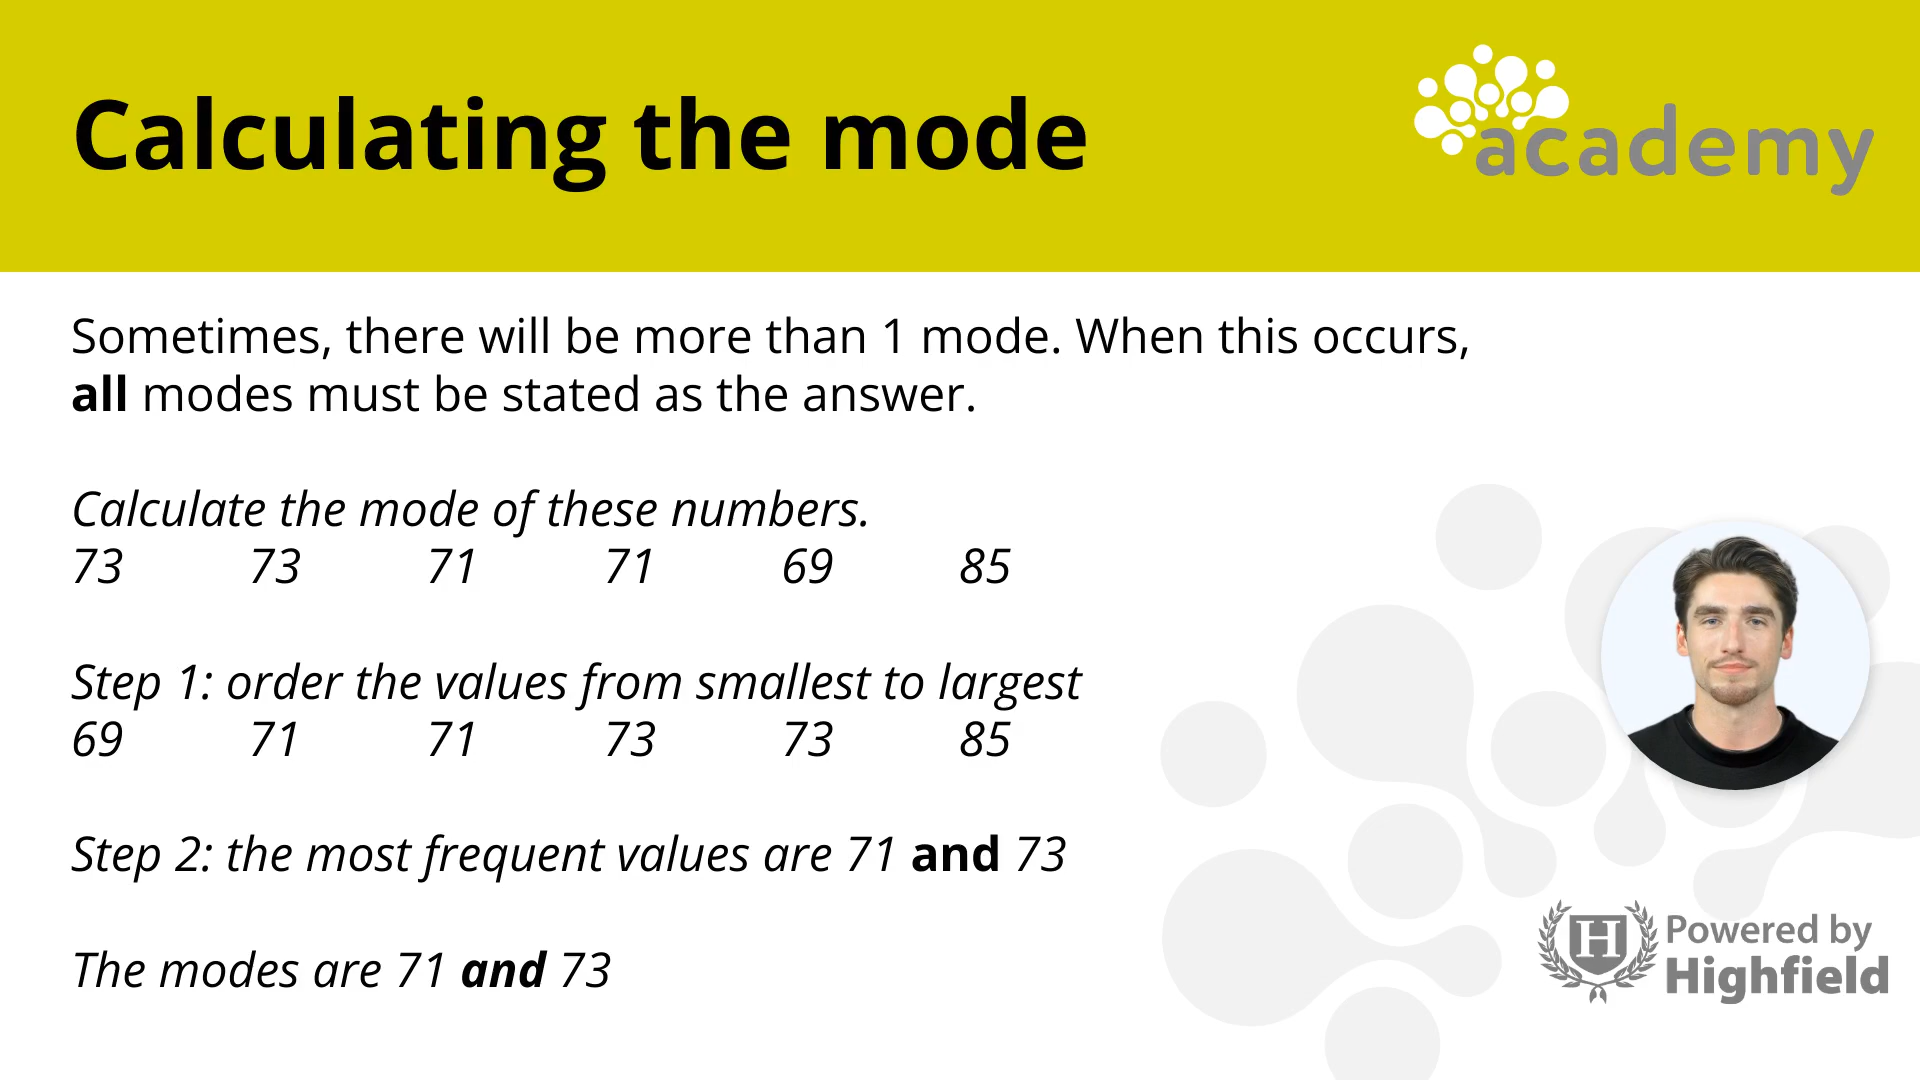 Calculating the mode
academy
Sometimes, there will be more than 1 mode. When this occurs,
all modes must be stated as the answer.
Calculate the mode of these numbers.
73 73 71 71 69 85
Step 1: order the values from smallest to largest
69 71 71 73 73 85
Step 2: the most frequent values are 71 and 73
The modes are 71 and 73
H
Powered by
Highfield